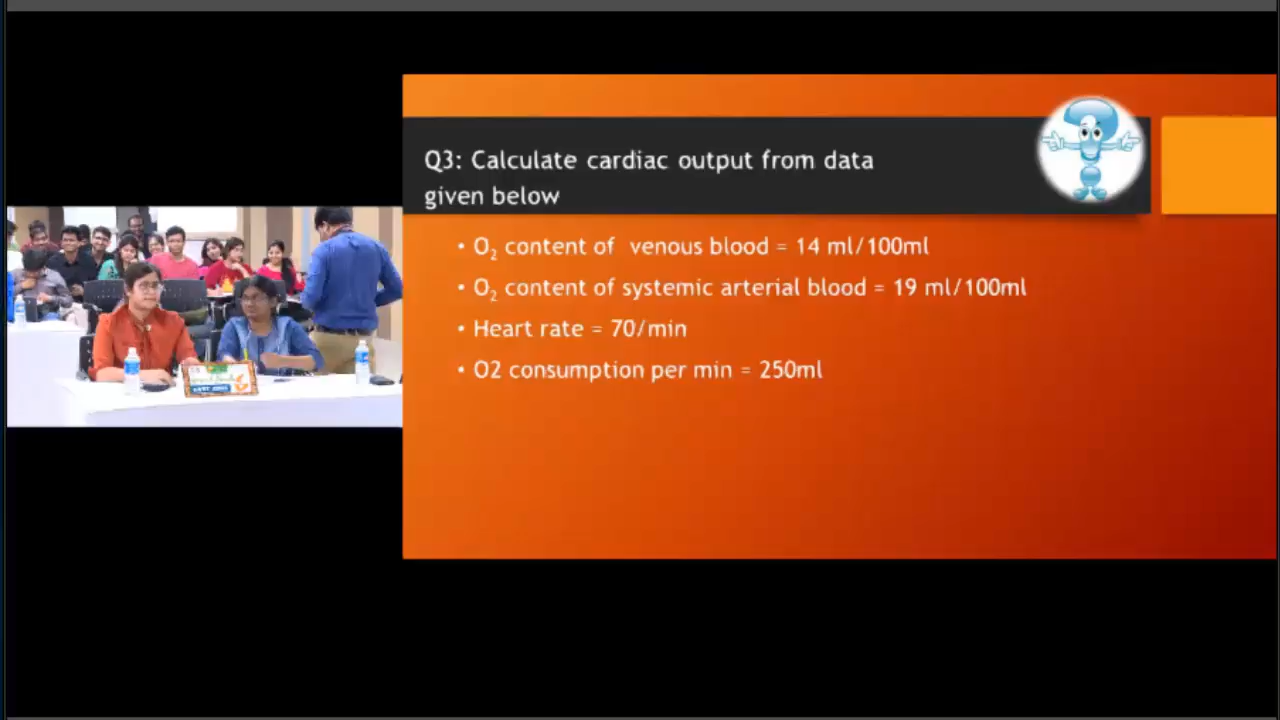 Q3: Calculate cardiac output from data
given below
• O₂ content of venous blood = 14 ml/100ml
• O₂ content of systemic arterial blood = 19 ml/100ml
• Heart rate = 70/min
• O2 consumption per min = 250ml